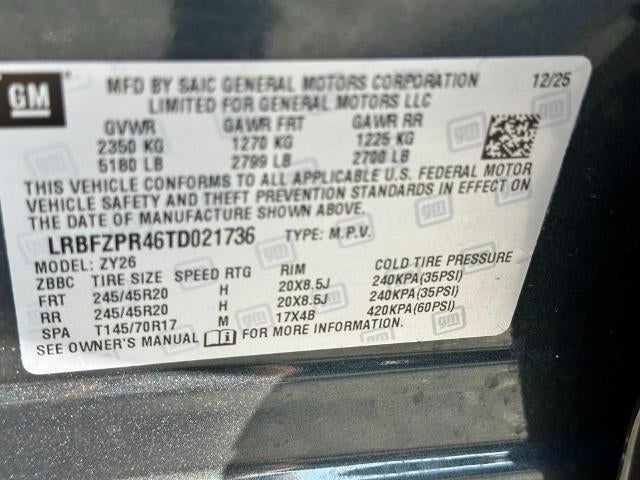 GM
MFD BY SAIC GENERAL MOTORS CORPORATION 12/25
LIMITED FOR GENERAL MOTORS LLC
GVWR GAWR FRT GAWR RR
2350 KG 1270 KG 1225 KG
5180 LB 2799 LB 2700 LB
THIS VEHICLE CONFORMS TO ALL APPLICABLE U.S. FEDERAL MOTOR
VEHICLE SAFETY AND THEFT PREVENTION STANDARDS IN EFFECT ON
THE DATE OF MANUFACTURE SHOWN ABOVE.
LRBFZPR46TD021736 TYPE: M.P.V.
MODEL: ZY26
ZBBC TIRE SIZE SPEED RTG RIM COLD TIRE PRESSURE
FRT 245/45R20 H 20X8.5J 240KPA(35PSI)
RR 245/45R20 H 20X8.5J 240KPA(35PSI)
SPA T145/70R17 M 17X4B 420KPA(60PSI)
SEE OWNER'S MANUAL FOR MORE INFORMATION.